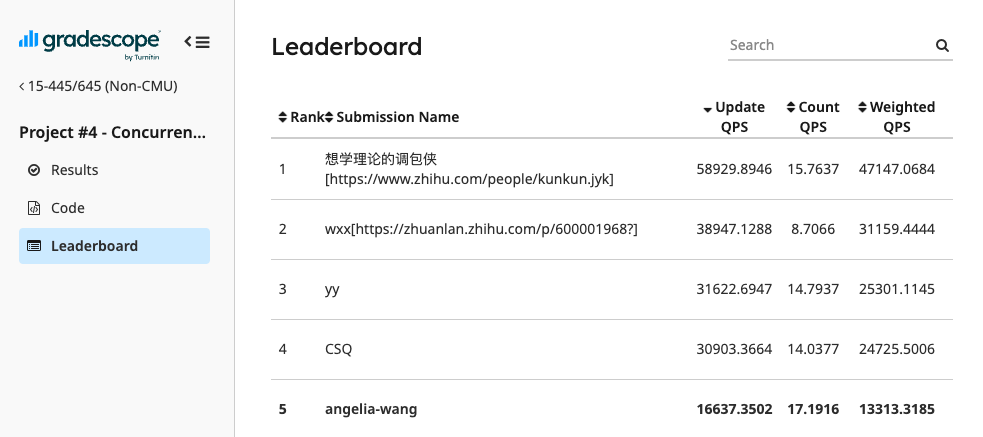 gradescope
by Turnitin
15-445/645 (Non-CMU)
Project #4 - Concurren...
Results
Code
Leaderboard
Leaderboard
Search
Rank Submission Name Update QPS Count QPS Weighted QPS
1 想学理论的调包侠 [https://www.zhihu.com/people/kunkun.jyk] 58929.8946 15.7637 47147.0684
2 wxx[https://zhuanlan.zhihu.com/p/600001968?] 38947.1288 8.7066 31159.4444
3 yy 31622.6947 14.7937 25301.1145
4 CSQ 30903.3664 14.0377 24725.5006
5 angelia-wang 16637.3502 17.1916 13313.3185